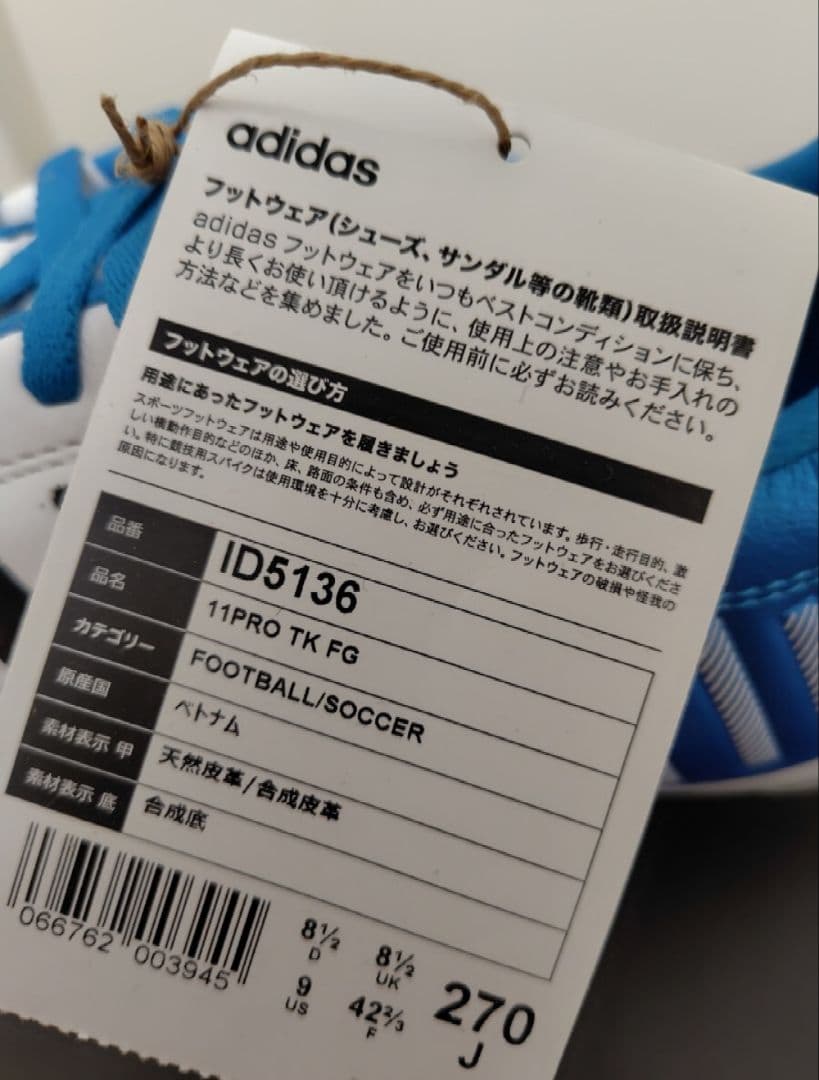 adidas
フットウェア(シューズ、サンダル等の靴類)取扱説明書
adidas フットウェアをいつもベストコンディションに保ち、
より長くお使い頂けるように、使用上の注意やお手入れの
方法などを集めました。ご使用前に必ずお読みください。
フットウェアの選び方
用途にあったフットウェアを履きましょう
スポーツフットウェアは用途や使用目的によって設計がそれぞれされています。歩行・走行目的、激
しい機動作目的などのほか、床、路面の条件も含め、必ず用途に合ったフットウェアをお選びくださ
い。特に競技用スパイクは使用環境を十分に考慮し、お選びください。フットウェアの破損や怪我の
原因になります。
品番 ID5136
品名 11PRO TK FG
カテゴリー FOOTBALL/SOCCER
原産国 ベトナム
素材表示 甲 天然皮革/合成皮革
素材表示 底 合成底
066762 003945
8½ 8½
D UK
9 42⅔ 270
US F J